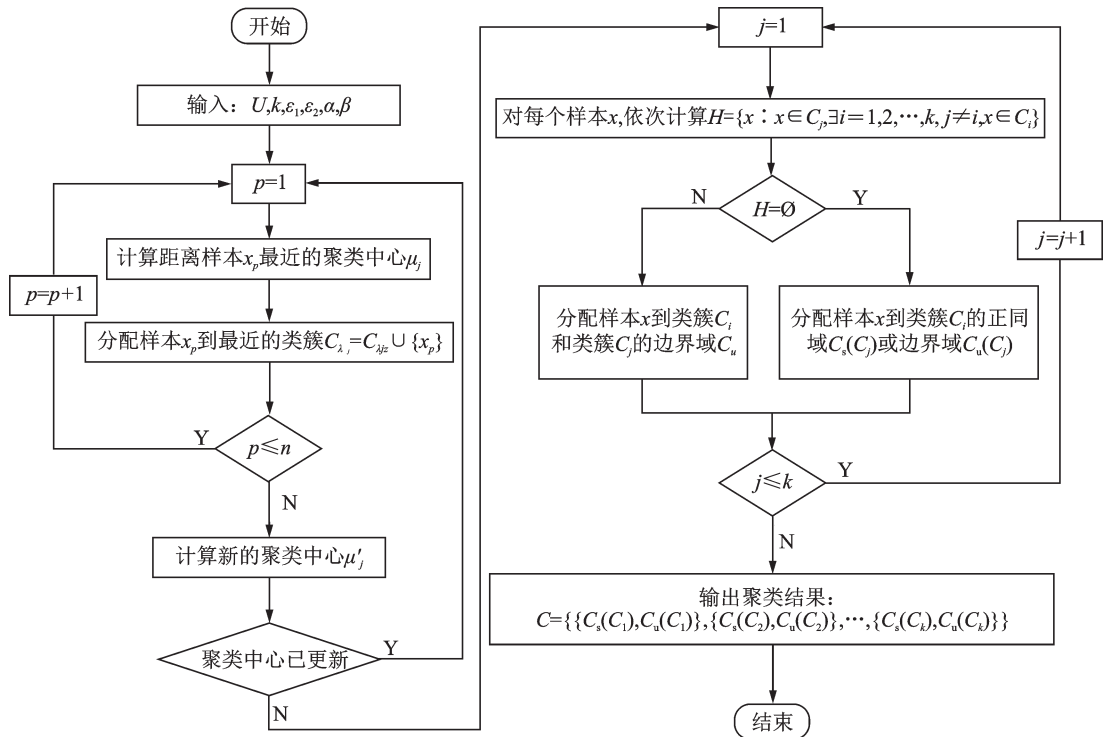 开始
输入：U,k,ε₁,ε₂,α,β
p=1
计算距离样本xₚ最近的聚类中心μⱼ
p=p+1
分配样本xₚ到最近的类簇C_{λj}=C_{λjz}∪{xₚ}
Y
p≤n
N
计算新的聚类中心μ′ⱼ
聚类中心已更新
Y
N
j=1
对每个样本x,依次计算H={x∶x∈Cⱼ,∃i=1,2,⋯,k, j≠i,x∈Cᵢ}
N
H=Ø
Y
j=j+1
分配样本x到类簇Cᵢ
和类簇Cⱼ的边界域Cᵤ
分配样本x到类簇Cᵢ的正同
域Cₛ(Cⱼ)或边界域Cᵤ(Cⱼ)
j≤k
Y
N
输出聚类结果：
C={{Cₛ(C₁),Cᵤ(C₁)},{Cₛ(C₂),Cᵤ(C₂)},⋯,{Cₛ(Cₖ),Cᵤ(Cₖ)}}
结束